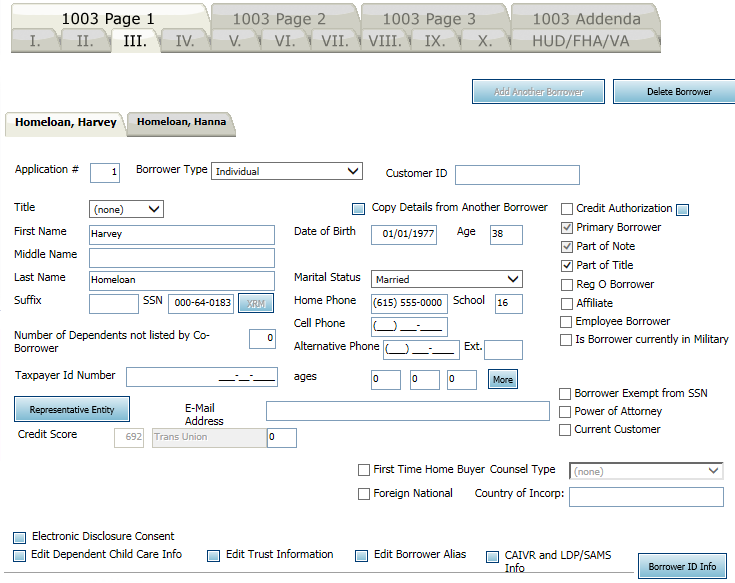 1003 Page 1 1003 Page 2 1003 Page 3 1003 Addenda
I. II. III. IV. V. VI. VII. VIII. IX. X. HUD/FHA/VA
Add Another Borrower Delete Borrower
Homeloan, Harvey Homeloan, Hanna
Application # 1 Borrower Type Individual Customer ID
Title (none) Copy Details from Another Borrower Credit Authorization
First Name Harvey Date of Birth 01/01/1977 Age 38 Primary Borrower
Middle Name Part of Note
Part of Title
Last Name Homeloan Marital Status Married Reg O Borrower
Suffix SSN 000-64-0183 XRM Home Phone (615) 555-0000 School 16 Affiliate
Cell Phone (___) ___-____ Employee Borrower
Number of Dependents not listed by Co-
Borrower 0 Alternative Phone (___) ___-____ Ext. Is Borrower currently in Military
Taxpayer Id Number ___-__-____ ages 0 0 0 More
Borrower Exempt from SSN
Representative Entity E-Mail
Address Power of Attorney
Credit Score 692 Trans Union 0 Current Customer
First Time Home Buyer Counsel Type (none)
Foreign National Country of Incorp:
Electronic Disclosure Consent
Edit Dependent Child Care Info Edit Trust Information Edit Borrower Alias CAIVR and LDP/SAMS
Info Borrower ID Info